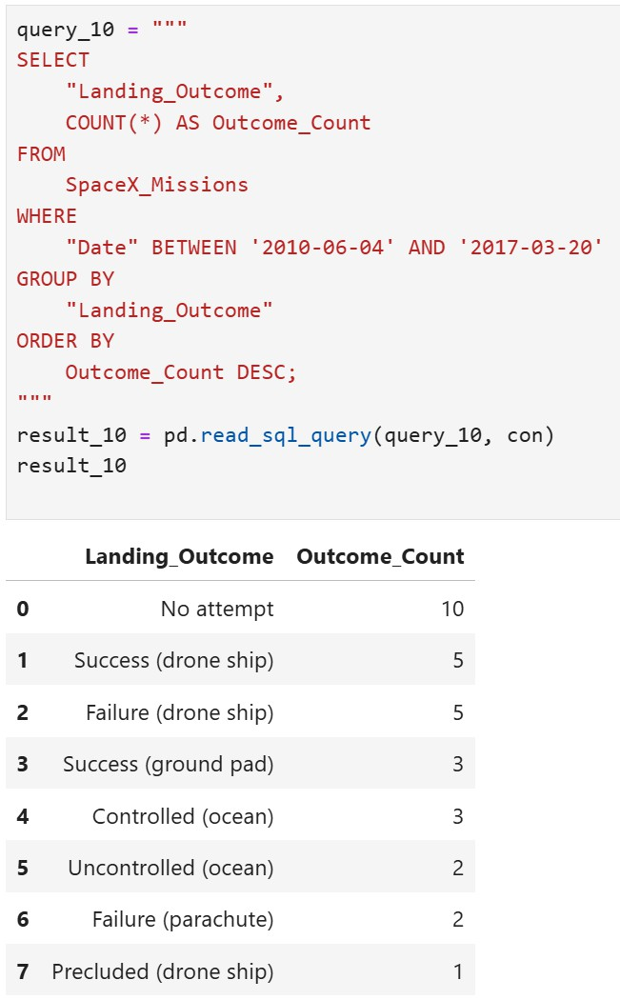 query_10 = """
SELECT
    "Landing_Outcome",
    COUNT(*) AS Outcome_Count
FROM
    SpaceX_Missions
WHERE
    "Date" BETWEEN '2010-06-04' AND '2017-03-20'
GROUP BY
    "Landing_Outcome"
ORDER BY
    Outcome_Count DESC;
"""
result_10 = pd.read_sql_query(query_10, con)
result_10
Landing_Outcome Outcome_Count
0 No attempt 10
1 Success (drone ship) 5
2 Failure (drone ship) 5
3 Success (ground pad) 3
4 Controlled (ocean) 3
5 Uncontrolled (ocean) 2
6 Failure (parachute) 2
7 Precluded (drone ship) 1